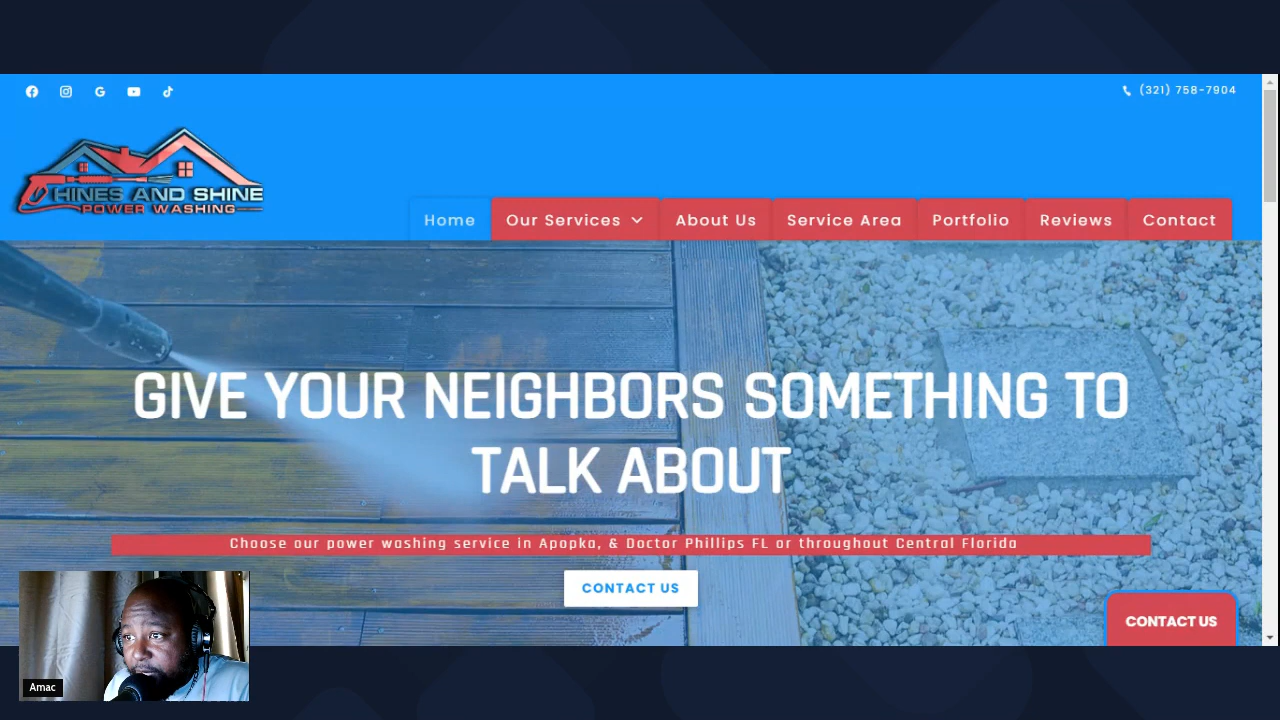 (321) 758-7904
HINES AND SHINE
POWER WASHING
Home
Our Services
About Us
Service Area
Portfolio
Reviews
Contact
GIVE YOUR NEIGHBORS SOMETHING TO
TALK ABOUT
Choose our power washing service in Apopka, & Doctor Phillips FL or throughout Central Florida
CONTACT US
CONTACT US
Amac